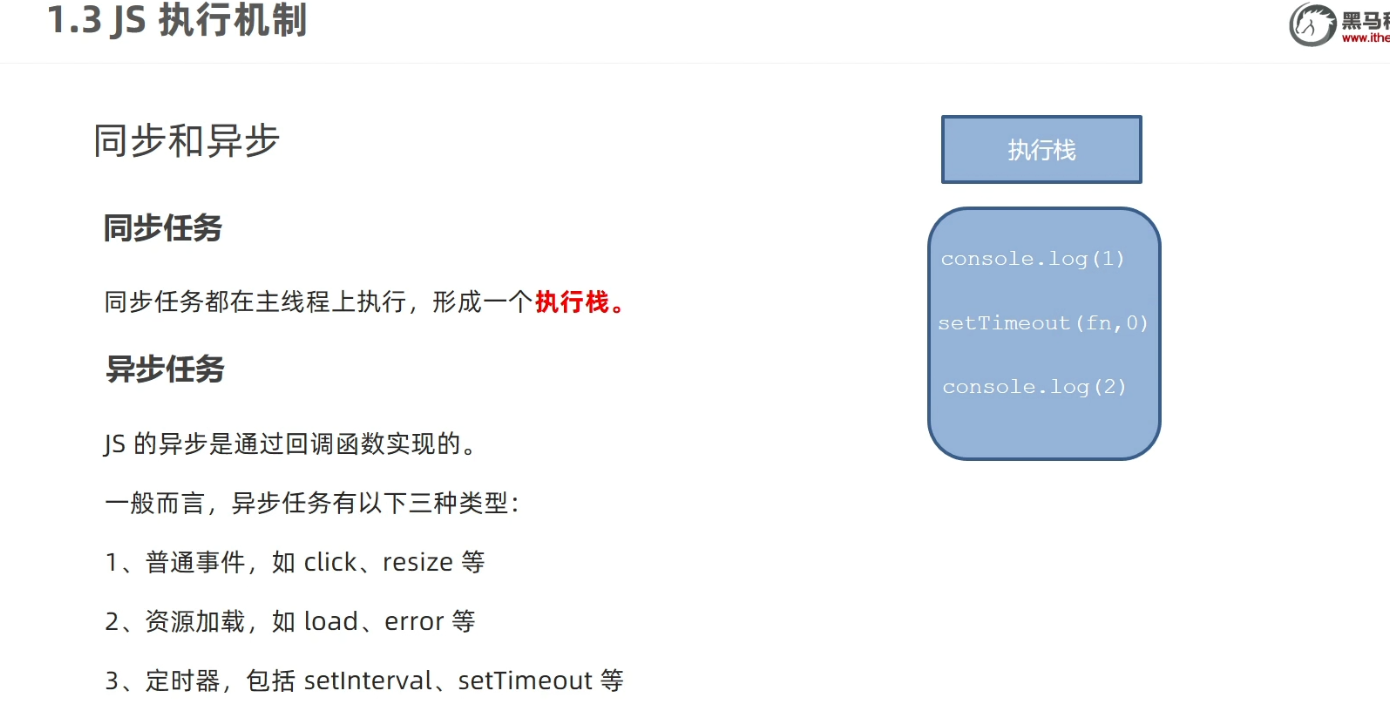 1.3 JS 执行机制
黑马
www.ithe
同步和异步
同步任务
同步任务都在主线程上执行，形成一个执行栈。
异步任务
JS 的异步是通过回调函数实现的。
一般而言，异步任务有以下三种类型：
1、普通事件，如 click、resize 等
2、资源加载，如 load、error 等
3、定时器，包括 setInterval、setTimeout 等
执行栈
console.log(1)
setTimeout(fn,0)
console.log(2)